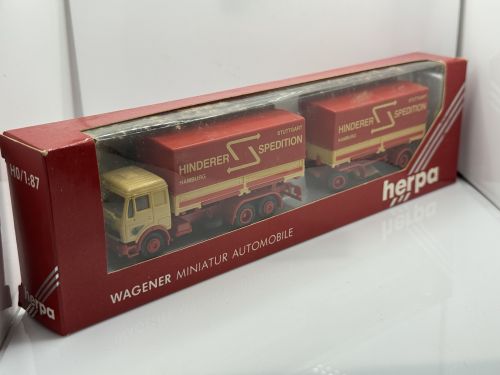 H0/1:87
herpa
STUTTGART
HINDERER SPEDITION
HAMBURG
STUTTGART
HINDERER SPEDITION
HAMBURG
herpa
WAGENER MINIATUR AUTOMOBILE